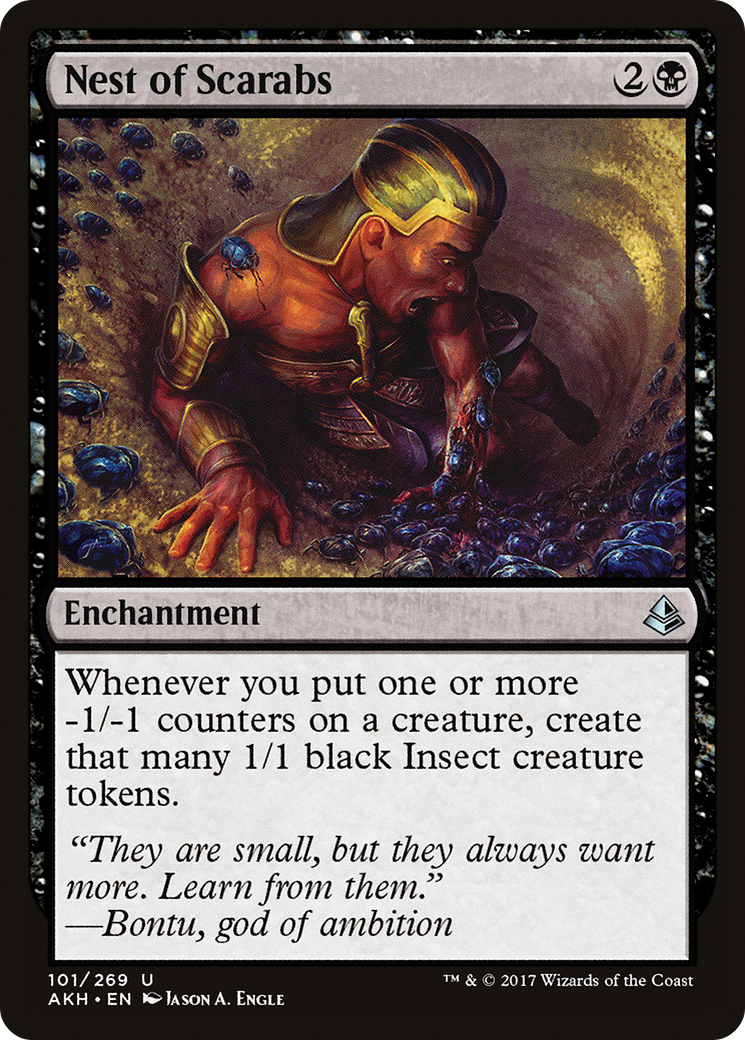 Nest of Scarabs 2
Enchantment
Whenever you put one or more
-1/-1 counters on a creature, create
that many 1/1 black Insect creature
tokens.
“They are small, but they always want
more. Learn from them.”
—Bontu, god of ambition
101/269 U
™ & © 2017 Wizards of the Coast
AKH • EN Jason A. Engle